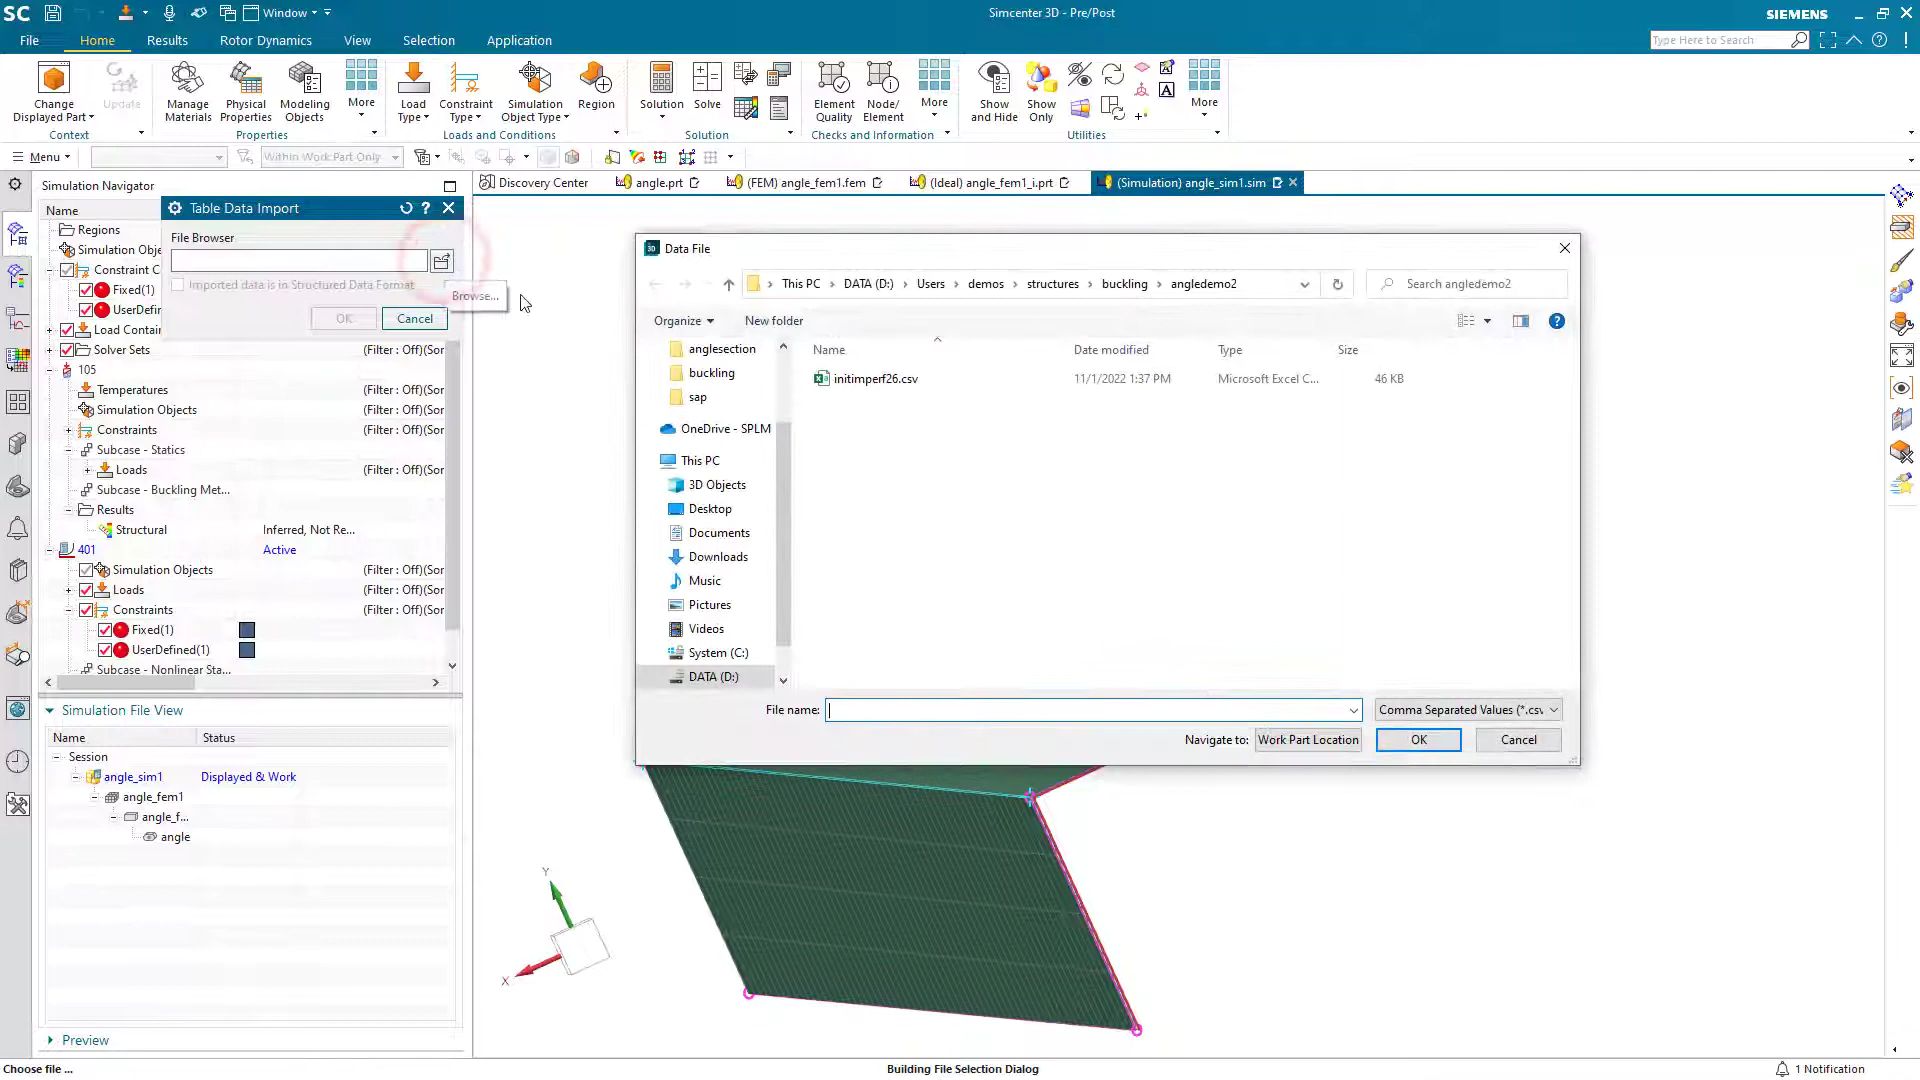 SC
Window
Simcenter 3D - Pre/Post
SIEMENS
File
Home
Results
Rotor Dynamics
View
Selection
Application
Type Here to Search
Change Displayed Part
Update
Manage Materials
Physical Properties
Modeling Objects
More
Load Type
Constraint Type
Simulation Object Type
Region
Solution
Solve
Element Quality
Node/Element
More
Show and Hide
Show Only
More
Context
Properties
Loads and Conditions
Solution
Checks and Information
Utilities
Menu
Within Work Part Only
Simulation Navigator
Discovery Center
angle.prt
(FEM) angle_fem1.fem
(Ideal) angle_fem1_i.prt
(Simulation) angle_sim1.sim
Name
Table Data Import
Regions
Simulation Obje
Constraint C
Fixed(1)
UserDefin
Load Contain
File Browser
Imported data is in Structured Data Format
Browse...
OK
Cancel
Solver Sets (Filter : Off)(Sor
105
Temperatures (Filter : Off)(Sor
Simulation Objects (Filter : Off)(Sor
Constraints (Filter : Off)(Sor
Subcase - Statics
Loads (Filter : Off)(Sor
Subcase - Buckling Met...
Results
Structural Inferred, Not Re...
401 Active
Simulation Objects (Filter : Off)(Sor
Loads (Filter : Off)(Sor
Constraints (Filter : Off)(Sor
Fixed(1)
UserDefined(1)
Subcase - Nonlinear Sta...
Simulation File View
Name Status
Session
angle_sim1 Displayed & Work
angle_fem1
angle_f...
angle
Preview
Data File
This PC
DATA (D:)
Users
demos
structures
buckling
angledemo2
Search angledemo2
Organize
New folder
anglesection
buckling
sap
OneDrive - SPLM
This PC
3D Objects
Desktop
Documents
Downloads
Music
Pictures
Videos
System (C:)
DATA (D:)
Name Date modified Type Size
initimperf26.csv 11/1/2022 1:37 PM Microsoft Excel C... 46 KB
File name:
Comma Separated Values (*.csv
Navigate to:
Work Part Location
OK
Cancel
Y
X
Choose file ...
Building File Selection Dialog
1 Notification